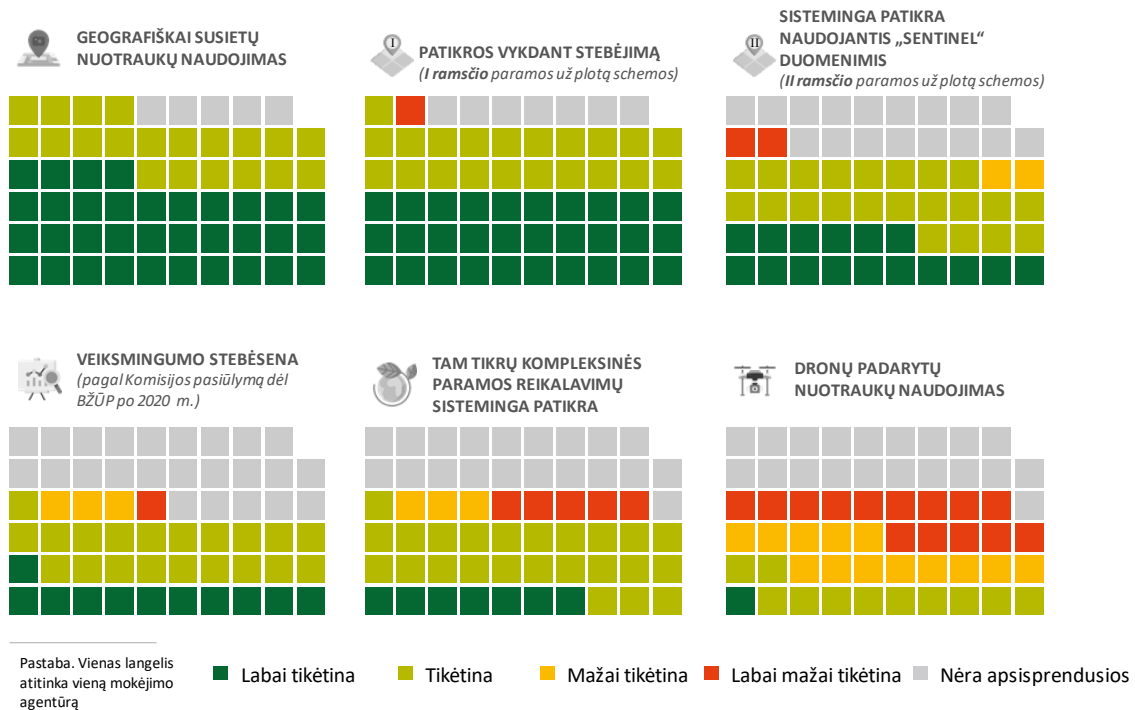 GEOGRAFIŠKAI SUSIETŲ
NUOTRAUKŲ NAUDOJIMAS
I
PATIKROS VYKDANT STEBĖJIMĄ
(I ramsčio paramos už plotą schemos)
II
SISTEMINGA PATIKRA
NAUDOJANTIS „SENTINEL“
DUOMENIMIS
(II ramsčio paramos už plotą schemos)
VEIKSMINGUMO STEBĖSENA
(pagal Komisijos pasiūlymą dėl
BŽŪP po 2020 m.)
TAM TIKRŲ KOMPLEKSINĖS
PARAMOS REIKALAVIMŲ
SISTEMINGA PATIKRA
DRONŲ PADARYTŲ
NUOTRAUKŲ NAUDOJIMAS
Pastaba. Vienas langelis
atitinka vieną mokėjimo
agentūrą
Labai tikėtina
Tikėtina
Mažai tikėtina
Labai mažai tikėtina
Nėra apsisprendusios